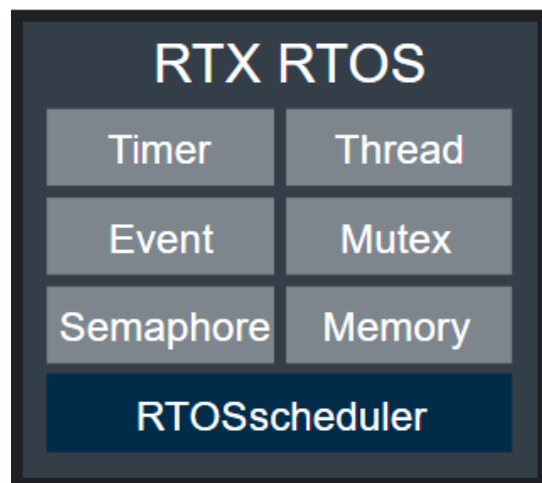 RTX RTOS
Timer Thread
Event Mutex
Semaphore Memory
RTOSscheduler